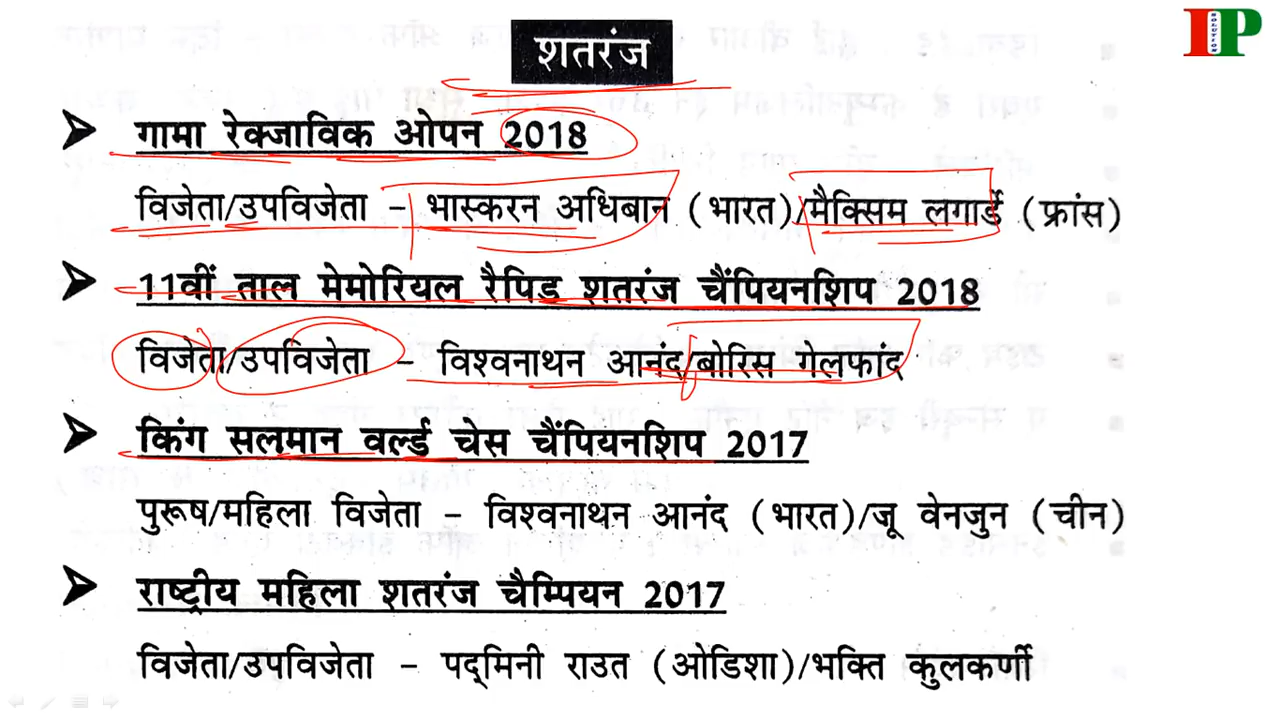 शतरंज
IP
SOLUTION
गामा रेक्जाविक ओपन 2018
विजेता/उपविजेता – भास्करन अधिबान (भारत)/मैक्सिम लगार्डे (फ्रांस)
11वीं ताल मेमोरियल रैपिड शतरंज चैंपियनशिप 2018
विजेता/उपविजेता – विश्वनाथन आनंद/बोरिस गेलफांद
किंग सलमान वर्ल्ड चेस चैंपियनशिप 2017
पुरूष/महिला विजेता – विश्वनाथन आनंद (भारत)/जू वेनजुन (चीन)
राष्ट्रीय महिला शतरंज चैम्पियन 2017
विजेता/उपविजेता – पद्मिनी राउत (ओडिशा)/भक्ति कुलकर्णी